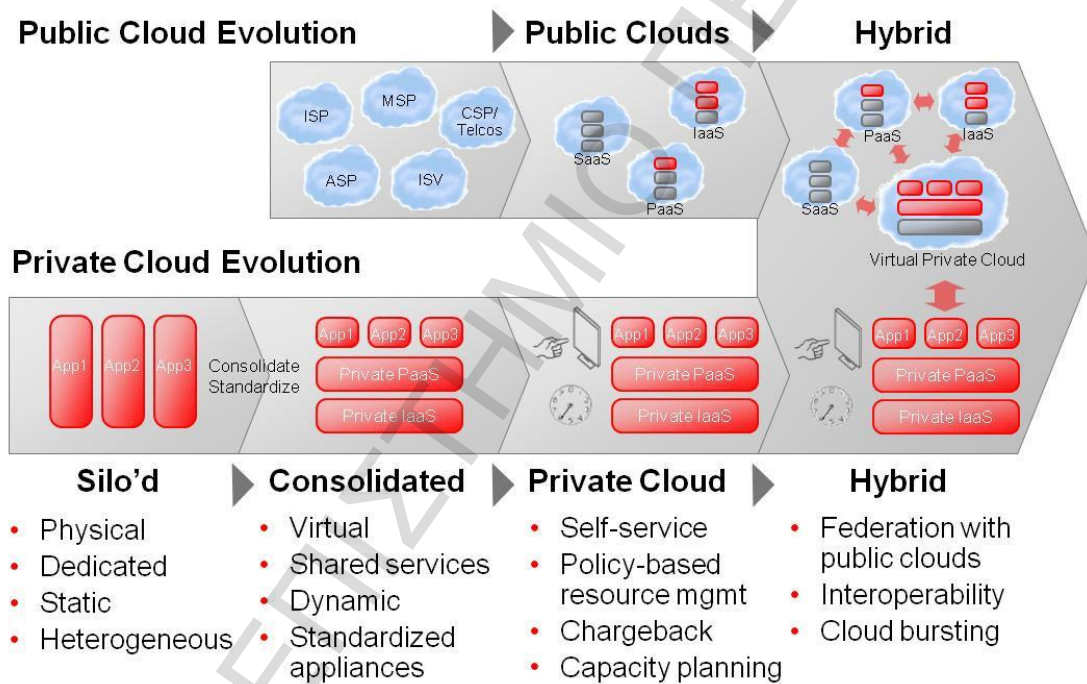 Public Cloud Evolution
Public Clouds
Hybrid
ISP
MSP
CSP/
Telcos
ASP
ISV
SaaS
IaaS
PaaS
PaaS
IaaS
SaaS
Virtual Private Cloud
Private Cloud Evolution
App1
App2
App3
Consolidate
Standardize
App1
App2
App3
Private PaaS
Private IaaS
App1
App2
App3
Private PaaS
Private IaaS
App1
App2
App3
Private PaaS
Private IaaS
Silo'd
• Physical
• Dedicated
• Static
• Heterogeneous
Consolidated
• Virtual
• Shared services
• Dynamic
• Standardized
appliances
Private Cloud
• Self-service
• Policy-based
resource mgmt
• Chargeback
• Capacity planning
Hybrid
• Federation with
public clouds
• Interoperability
• Cloud bursting
ΕΠΙΣΤΗΜΙΟ ΠΕ